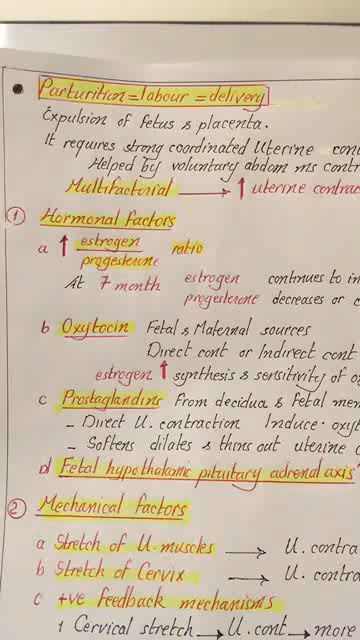 Parturition = labour = delivery
Expulsion of fetus & placenta.
It requires strong coordinated Uterine cont
Helped by voluntary abdom ms cont
Multifactorial → ↑ uterine contrac
① Hormonal factors
a ↑ estrogen ratio
progesterone
At 7 month estrogen continues to in
progesterone decreases or c
b Oxytocin Fetal & Maternal sources
Direct cont or Indirect cont
estrogen ↑ synthesis & sensitivity of o
c Prostaglandins from decidua & fetal mem
- Direct U. contraction Induce. oxyt
- Softens dilates & thins out uterine c
d) Fetal hypothalamic pituitary adrenal axis
② Mechanical factors
a Stretch of U. muscles → U. contra
b Stretch of Cervix → U. contra
c +ve feedback mechanisms
1 Cervical stretch → U. cont → more